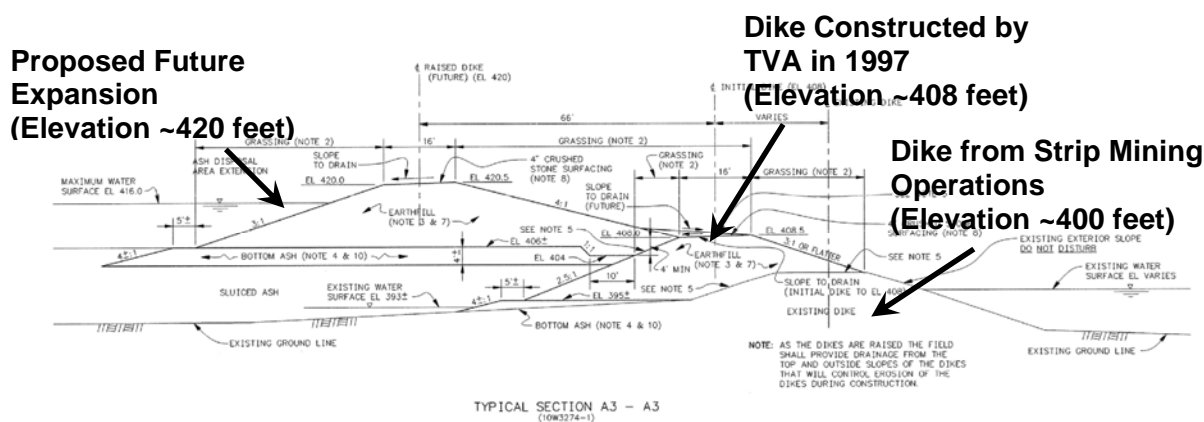 Proposed Future
Expansion
(Elevation ~420 feet)
Dike Constructed by
TVA in 1997
(Elevation ~408 feet)
Dike from Strip Mining
Operations
(Elevation ~400 feet)
℄ RAISED DIKE
(FUTURE) (EL 420)
℄ INITIAL DIKE (EL 408)
66'
VARIES
GRASSING (NOTE 2)
16'
GRASSING (NOTE 2)
GRASSING
(NOTE 2)
16'
GRASSING (NOTE 2)
ASH DISPOSAL
AREA EXTENSION
SLOPE
TO DRAIN
4" CRUSHED
STONE SURFACING
(NOTE 8)
MAXIMUM WATER
SURFACE EL 416.0
EL 420.0
EL 420.5
SLOPE
TO DRAIN
(FUTURE)
5'±
3:1
EARTHFILL
(NOTE 3 & 7)
4:1
SEE NOTE 5
EL 408.0
EL 408.5
SURFACING (NOTE 8)
3:1 OR FLATTER
EXISTING EXTERIOR SLOPE
DO NOT DISTURB
SEE NOTE 5
4±:1
BOTTOM ASH (NOTE 4 & 10)
EL 406±
4'±
1:1
EL 404
4' MIN
EARTHFILL
(NOTE 3 & 7)
EXISTING WATER
SURFACE EL VARIES
SLUICED ASH
EXISTING WATER
SURFACE EL 393±
5'±
2.5:1
10'
SEE NOTE 5
SLOPE TO DRAIN
(INITIAL DIKE TO EL 408)
4±:1
EL 395±
EXISTING DIKE
BOTTOM ASH (NOTE 4 & 10)
EXISTING GROUND LINE
EXISTING GROUND LINE
NOTE: AS THE DIKES ARE RAISED THE FIELD
SHALL PROVIDE DRAINAGE FROM THE
TOP AND OUTSIDE SLOPES OF THE DIKES
THAT WILL CONTROL EROSION OF THE
DIKES DURING CONSTRUCTION.
TYPICAL SECTION A3 - A3
(10W3274-1)